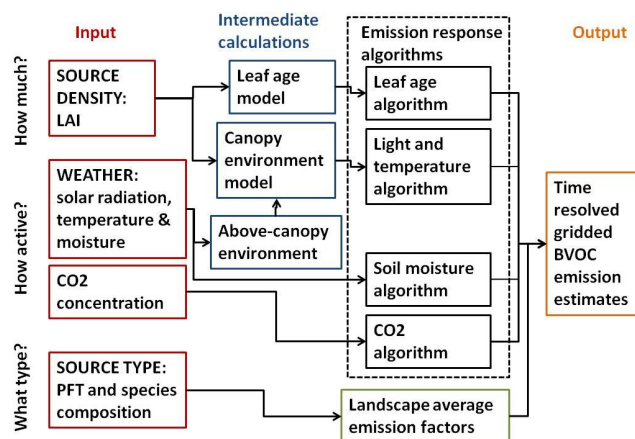 Input
Intermediate
calculations
Emission response
algorithms
Output
How much?
SOURCE
DENSITY:
LAI
Leaf age
model
Leaf age
algorithm
Canopy
environment
model
Light and
temperature
algorithm
How active?
WEATHER:
solar radiation,
temperature &
moisture
Above-canopy
environment
Time
resolved
gridded
BVOC
emission
estimates
Soil moisture
algorithm
CO2
concentration
CO2
algorithm
What type?
SOURCE TYPE:
PFT and species
composition
Landscape average
emission factors